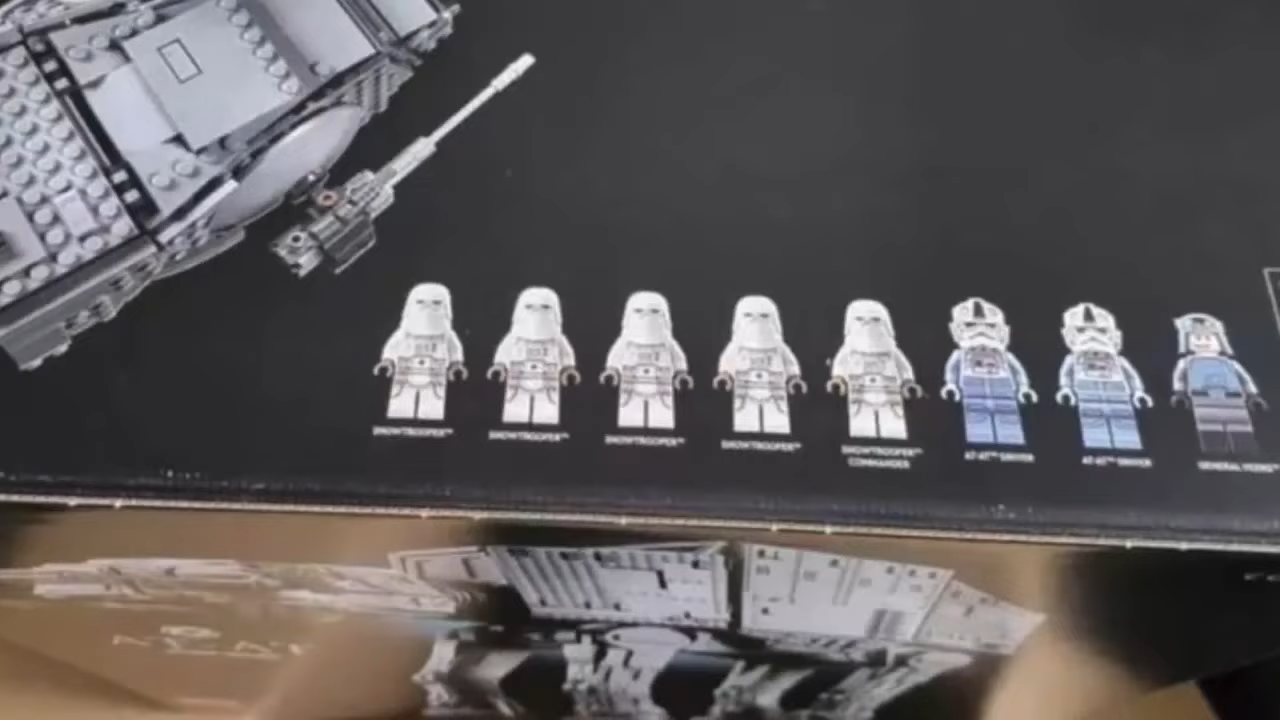 SNOWTROOPER™
SNOWTROOPER™
SNOWTROOPER™
SNOWTROOPER™
SNOWTROOPER™
COMMANDER
AT-AT™ DRIVER
AT-AT™ DRIVER
GENERAL VEERS™